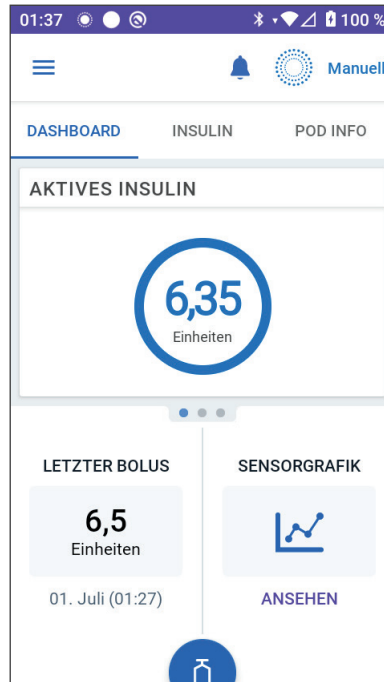 01:37 100 %
Manuell
DASHBOARD INSULIN POD INFO
AKTIVES INSULIN
6,35
Einheiten
LETZTER BOLUS SENSORGRAFIK
6,5
Einheiten
01. Juli (01:27) ANSEHEN